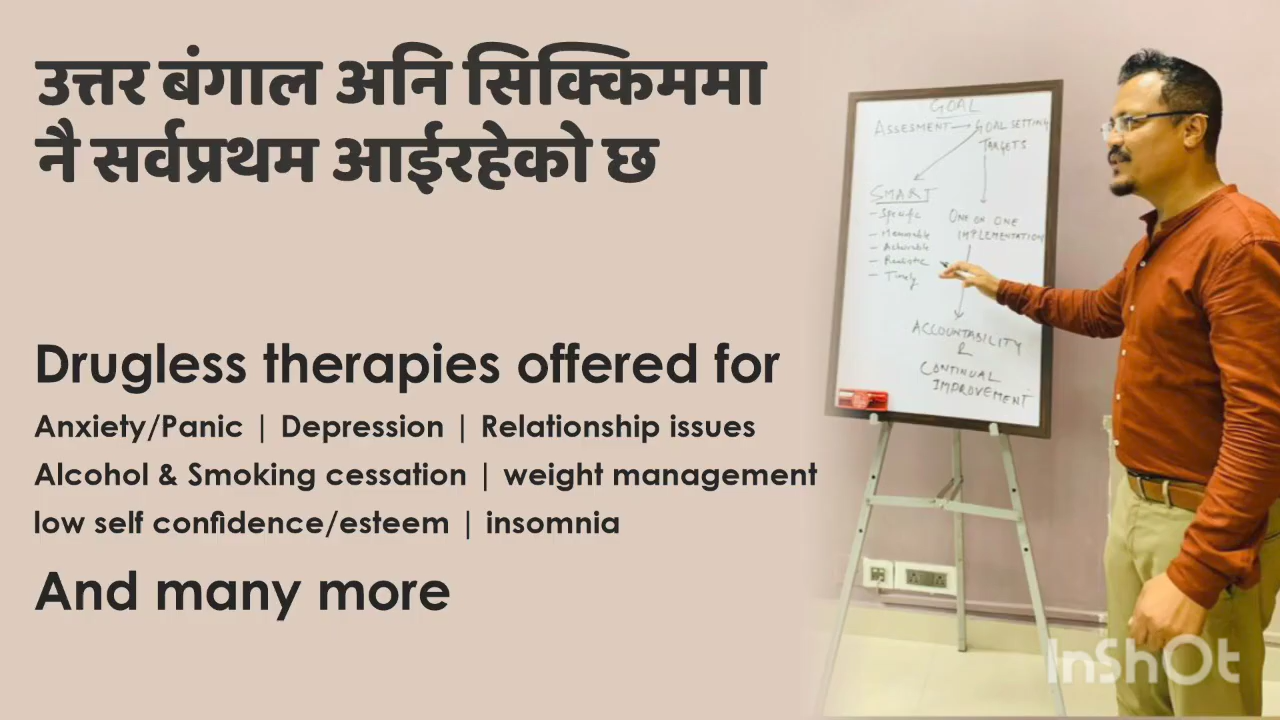 उत्तर बंगाल अनि सिक्किममा
नै सर्वप्रथम आईरहेको छ
Drugless therapies offered for
Anxiety/Panic | Depression | Relationship issues
Alcohol & Smoking cessation | weight management
low self confidence/esteem | insomnia
And many more
GOAL
ASSESMENT → GOAL SETTING
TARGETS
SMART
- Specific
- Measurable
- Achievable
- Realistic
- Timely
ONE ON ONE
IMPLEMENTATION
ACCOUNTABILITY
&
CONTINUAL
IMPROVEMENT
InShOt